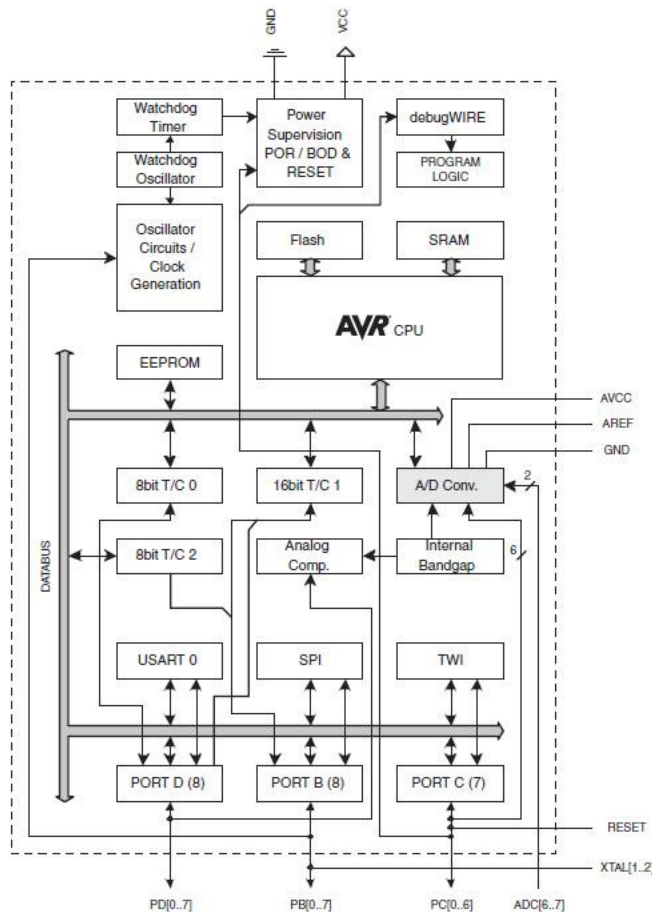 GND
VCC
Watchdog
Timer
Power
Supervision
POR / BOD &
RESET
debugWIRE
Watchdog
Oscillator
PROGRAM
LOGIC
Oscillator
Circuits /
Clock
Generation
Flash
SRAM
AVR CPU
EEPROM
AVCC
AREF
GND
8bit T/C 0
16bit T/C 1
A/D Conv.
2
8bit T/C 2
Analog
Comp.
Internal
Bandgap
6
DATABUS
USART 0
SPI
TWI
PORT D (8)
PORT B (8)
PORT C (7)
RESET
XTAL[1..2]
PD[0..7]
PB[0..7]
PC[0..6]
ADC[6..7]